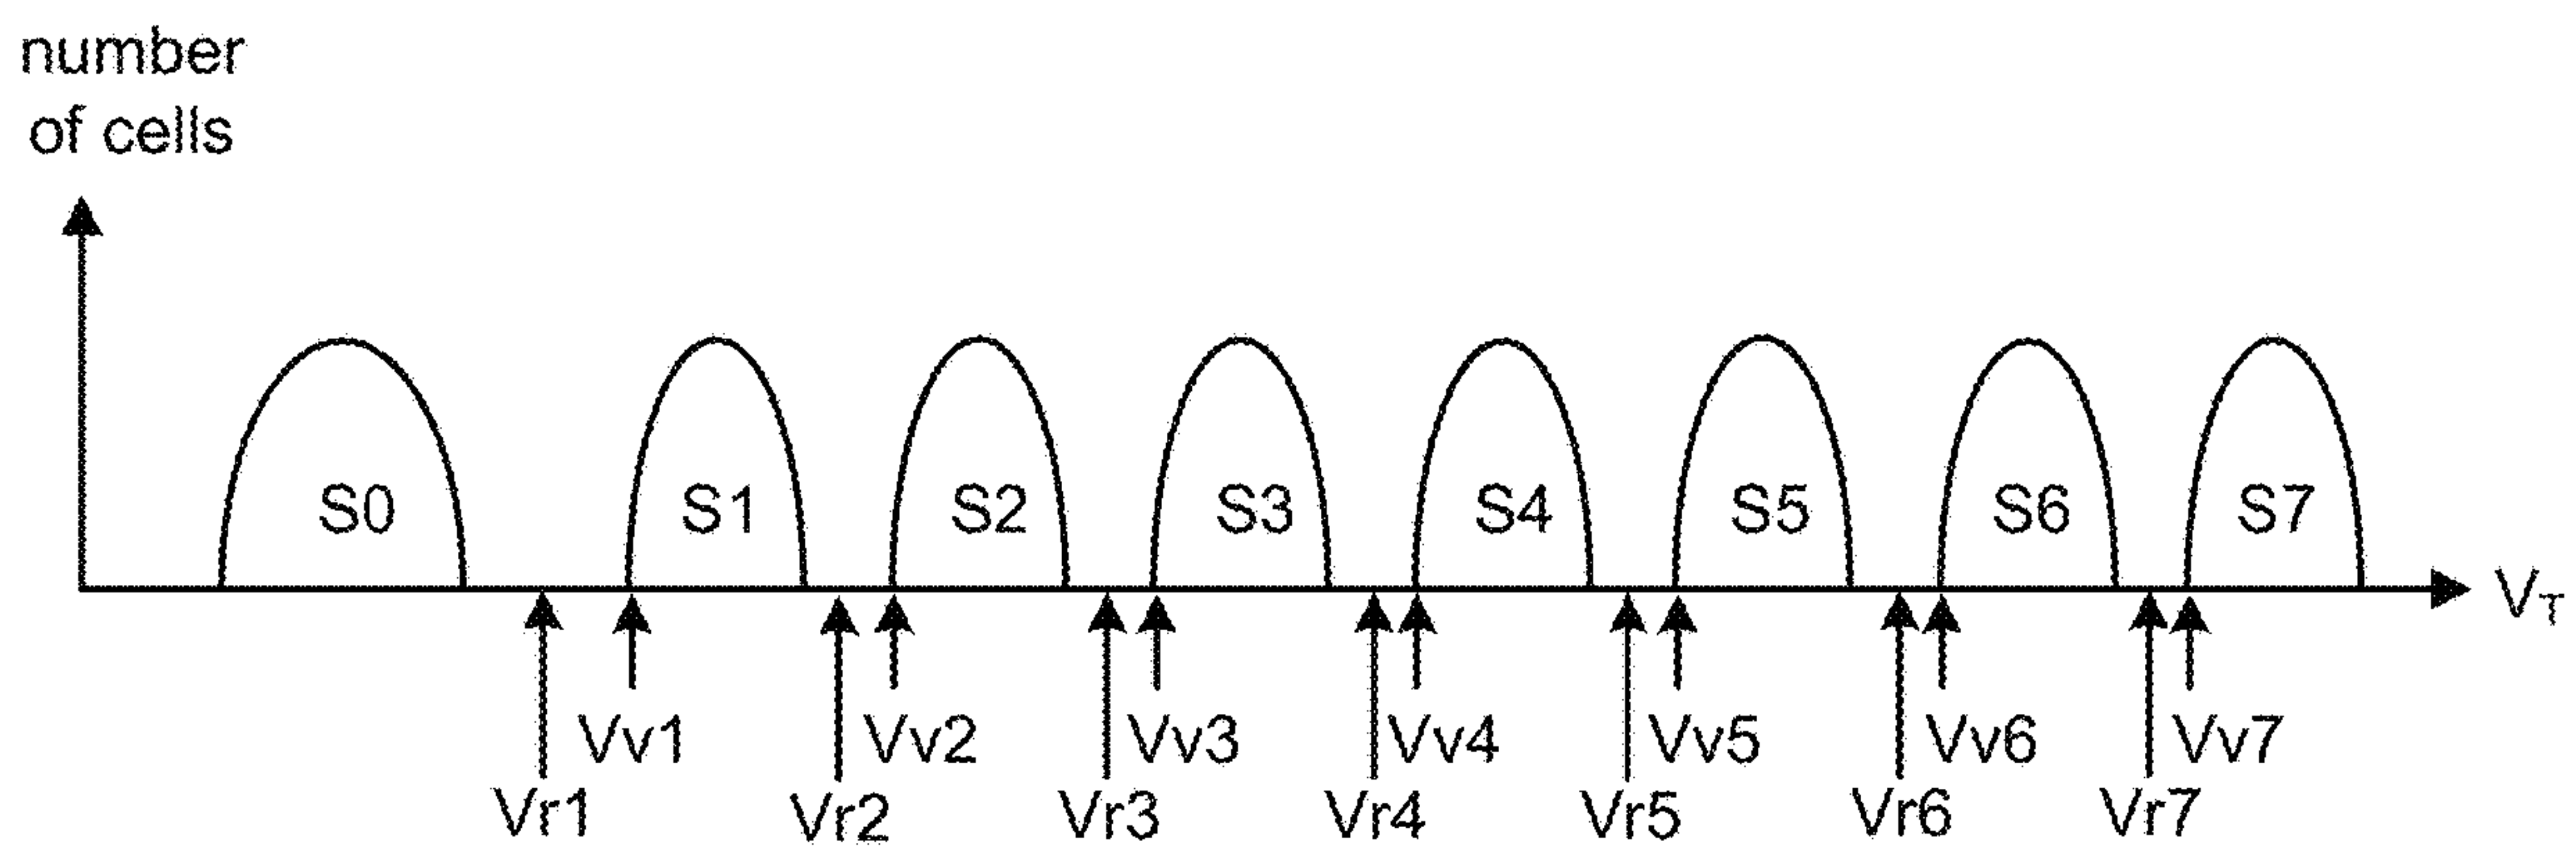 number
of cells
S0 S1 S2 S3 S4 S5 S6 S7
V_T
Vv1 Vv2 Vv3 Vv4 Vv5 Vv6 Vv7
Vr1 Vr2 Vr3 Vr4 Vr5 Vr6 Vr7